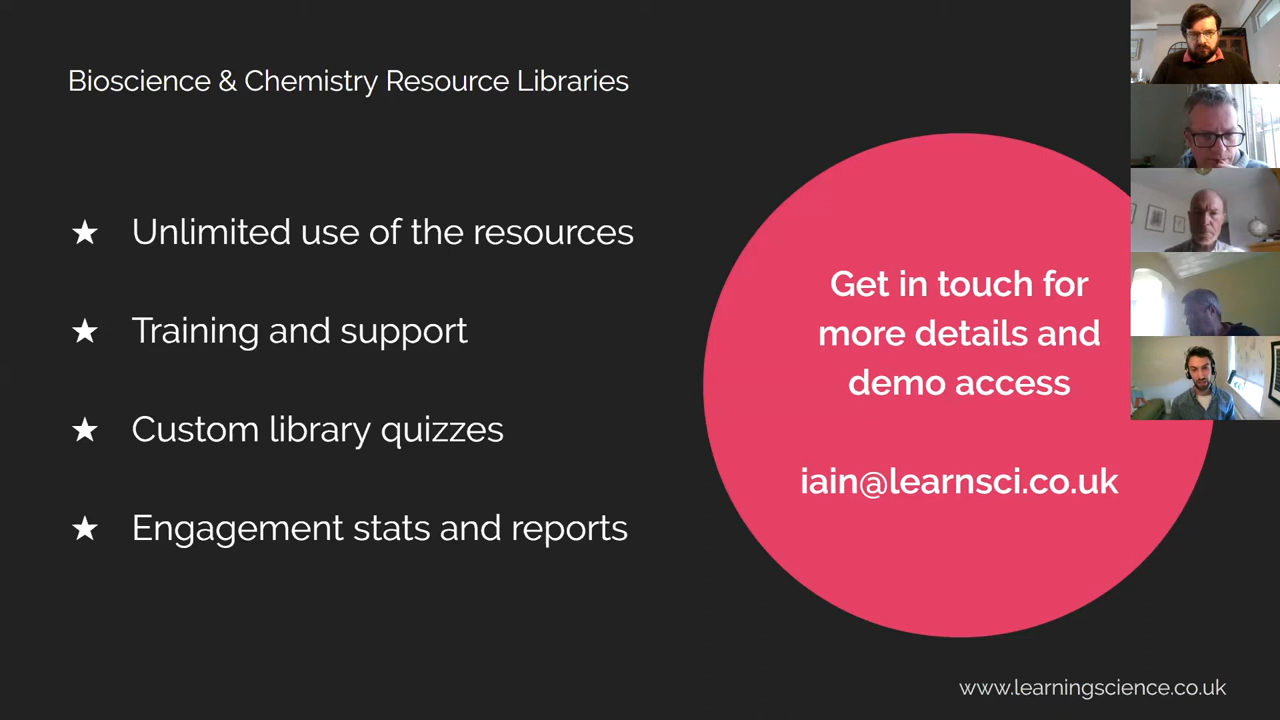 Bioscience & Chemistry Resource Libraries
★ Unlimited use of the resources
★ Training and support
★ Custom library quizzes
★ Engagement stats and reports
Get in touch for
more details and
demo access
iain@learnsci.co.uk
www.learningscience.co.uk